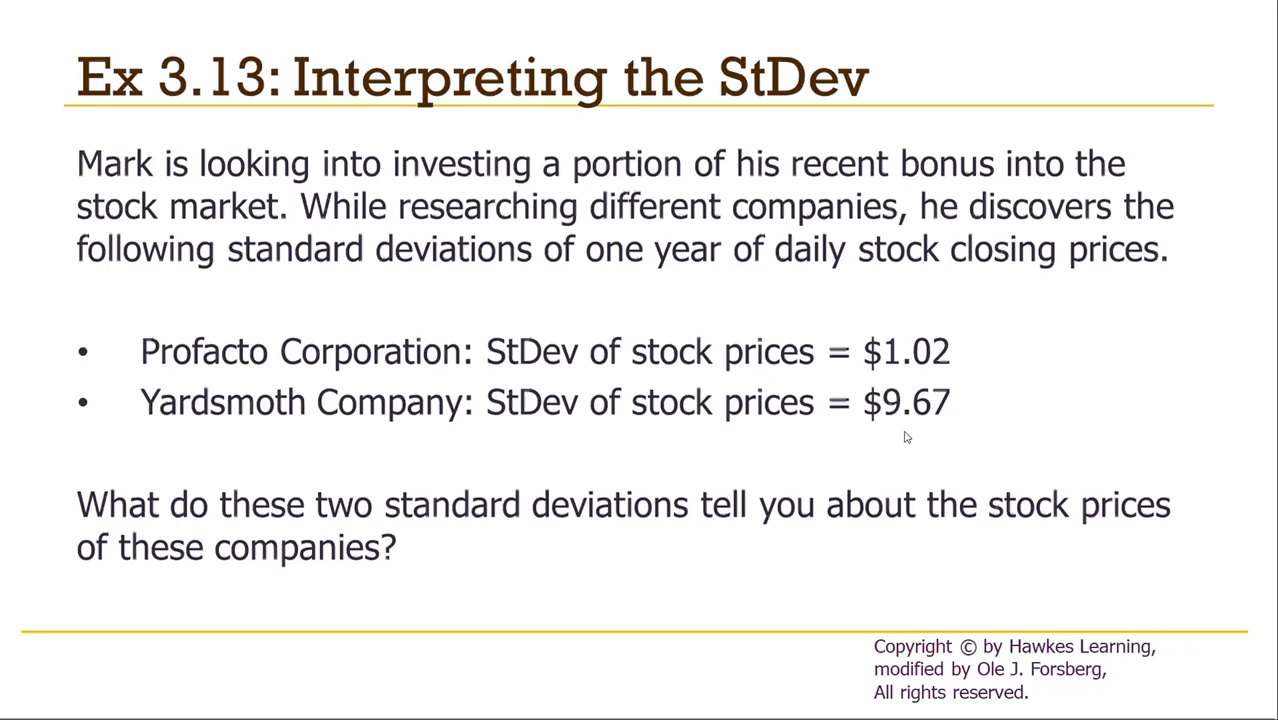 Ex 3.13: Interpreting the StDev
Mark is looking into investing a portion of his recent bonus into the
stock market. While researching different companies, he discovers the
following standard deviations of one year of daily stock closing prices.
• Profacto Corporation: StDev of stock prices = $1.02
• Yardsmoth Company: StDev of stock prices = $9.67
What do these two standard deviations tell you about the stock prices
of these companies?
Copyright © by Hawkes Learning,
modified by Ole J. Forsberg,
All rights reserved.